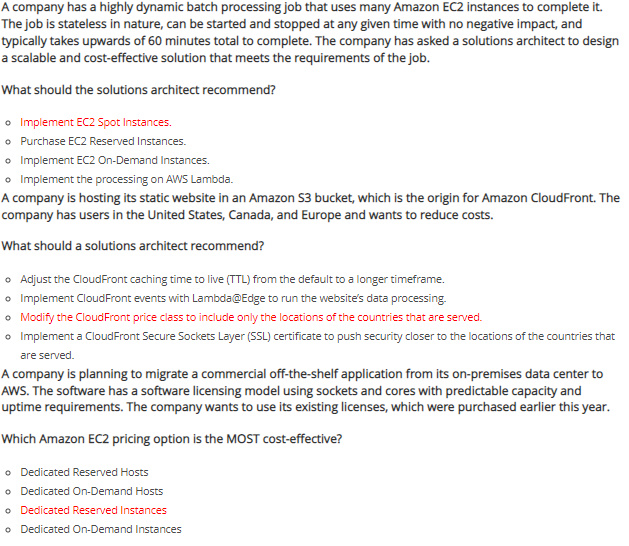 A company has a highly dynamic batch processing job that uses many Amazon EC2 instances to complete it.
The job is stateless in nature, can be started and stopped at any given time with no negative impact, and
typically takes upwards of 60 minutes total to complete. The company has asked a solutions architect to design
a scalable and cost-effective solution that meets the requirements of the job.
What should the solutions architect recommend?
Implement EC2 Spot Instances.
Purchase EC2 Reserved Instances.
Implement EC2 On-Demand Instances.
Implement the processing on AWS Lambda.
A company is hosting its static website in an Amazon S3 bucket, which is the origin for Amazon CloudFront. The
company has users in the United States, Canada, and Europe and wants to reduce costs.
What should a solutions architect recommend?
Adjust the CloudFront caching time to live (TTL) from the default to a longer timeframe.
Implement CloudFront events with Lambda@Edge to run the website's data processing.
Modify the CloudFront price class to include only the locations of the countries that are served.
Implement a CloudFront Secure Sockets Layer (SSL) certificate to push security closer to the locations of the countries that
are served.
A company is planning to migrate a commercial off-the-shelf application from its on-premises data center to
AWS. The software has a software licensing model using sockets and cores with predictable capacity and
uptime requirements. The company wants to use its existing licenses, which were purchased earlier this year.
Which Amazon EC2 pricing option is the MOST cost-effective?
Dedicated Reserved Hosts
Dedicated On-Demand Hosts
Dedicated Reserved Instances
Dedicated On-Demand Instances